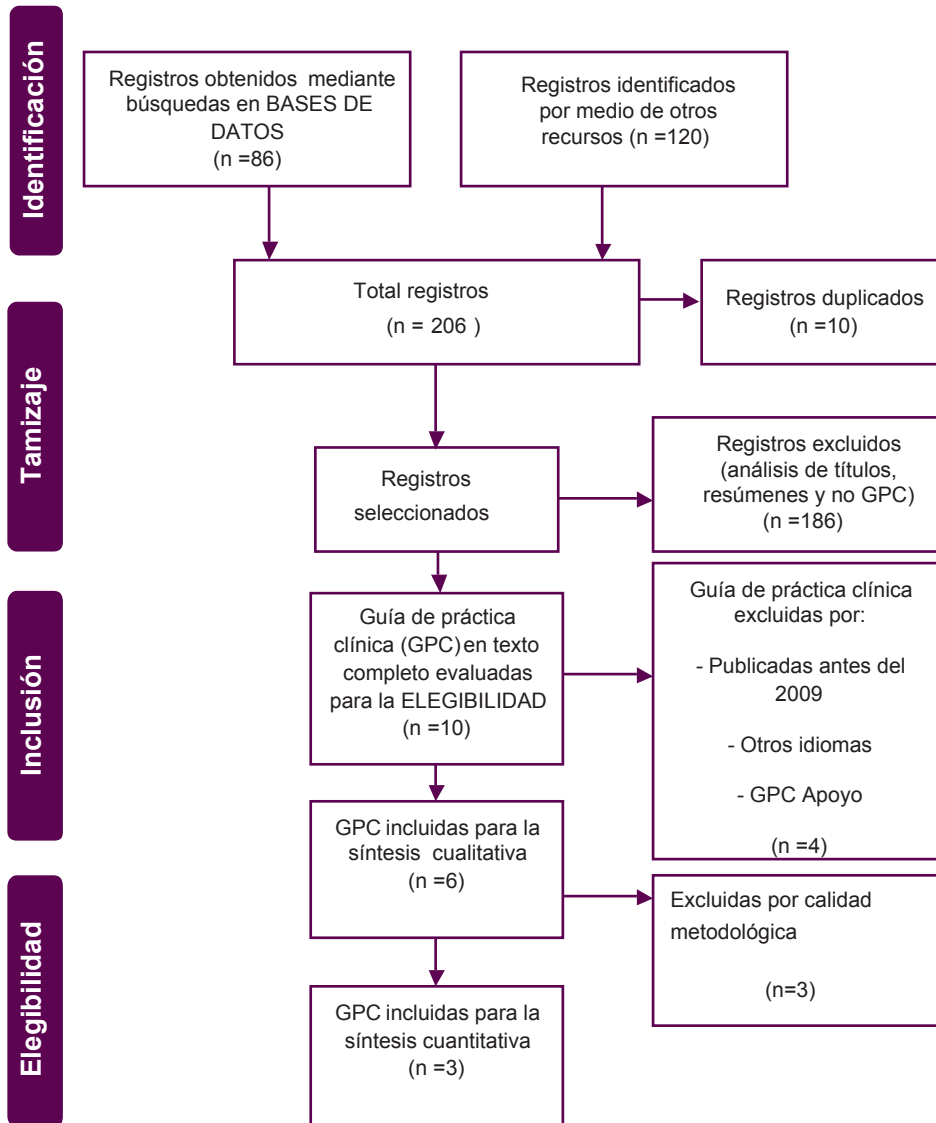 Identificación
Registros obtenidos mediante
búsquedas en BASES DE
DATOS
(n =86)
Registros identificados
por medio de otros
recursos (n =120)
Total registros
(n = 206 )
Registros duplicados
(n =10)
Tamizaje
Registros
seleccionados
Registros excluidos
(análisis de títulos,
resúmenes y no GPC)
(n =186)
Inclusión
Guía de práctica
clínica (GPC) en texto
completo evaluadas
para la ELEGIBILIDAD
(n =10)
Guía de práctica clínica
excluidas por:
- Publicadas antes del
2009
- Otros idiomas
- GPC Apoyo
(n =4)
GPC incluidas para la
síntesis cualitativa
(n =6)
Elegibilidad
Excluidas por calidad
metodológica
(n=3)
GPC incluidas para la
síntesis cuantitativa
(n =3)